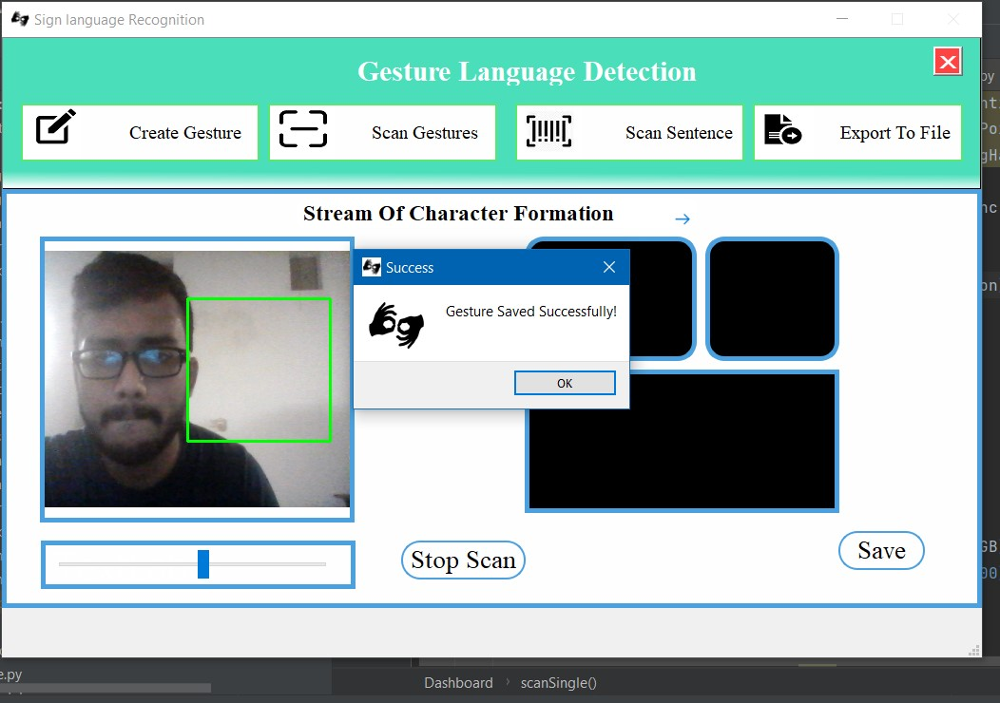 Sign language Recognition
Gesture Language Detection
Create Gesture
Scan Gestures
Scan Sentence
Export To File
Stream Of Character Formation
Success
Gesture Saved Successfully!
OK
Stop Scan
Save
e.py
Dashboard › scanSingle()